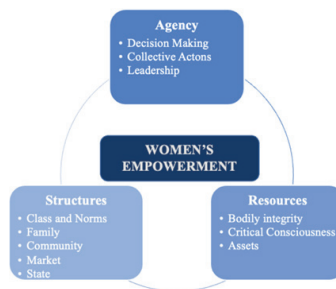 Agency
• Decision Making
• Collective Actons
• Leadership
WOMEN'S
EMPOWERMENT
Structures
• Class and Norms
• Family
• Community
• Market
• State
Resources
• Bodily integrity
• Critical Consciousness
• Assets